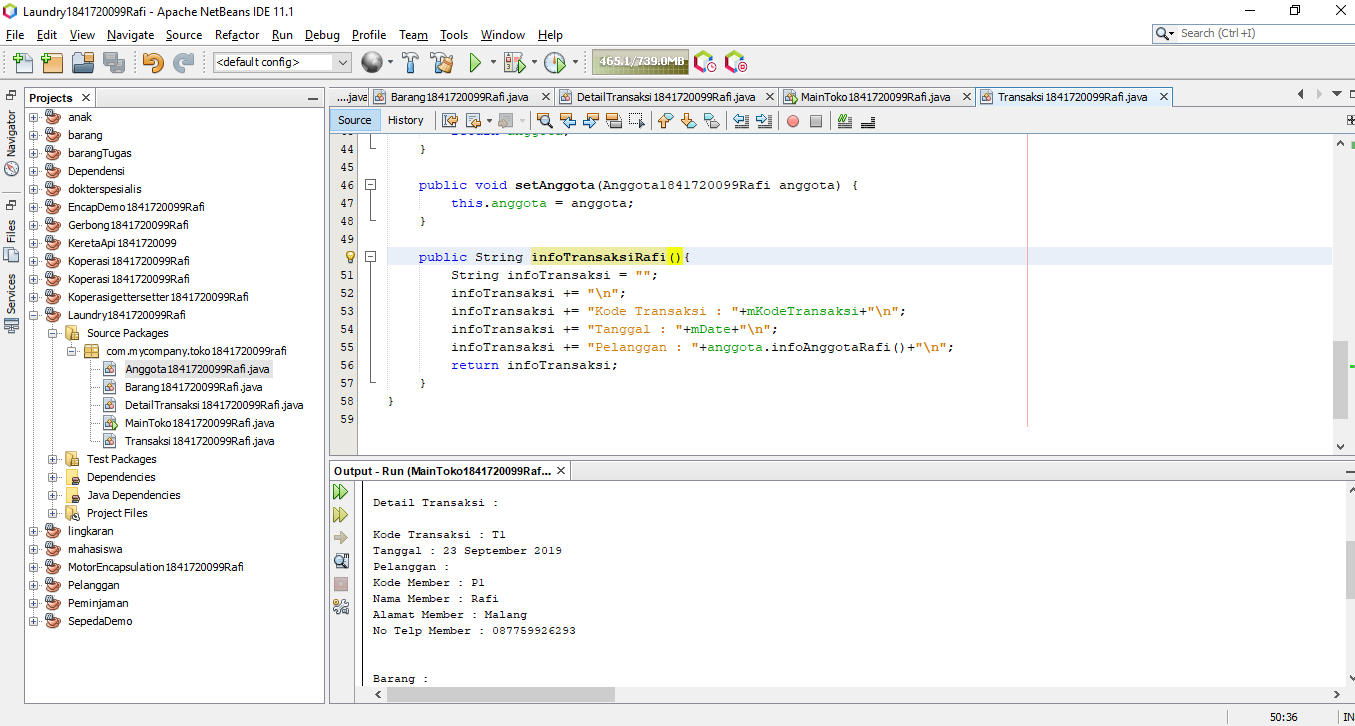 Laundry1841720099Rafi - Apache NetBeans IDE 11.1
File Edit View Navigate Source Refactor Run Debug Profile Team Tools Window Help
Search (Ctrl+I)
<default config>
465.1/739.0MB
Navigator
Files
Services
Projects
anak
barang
barangTugas
Dependensi
dokterspesialis
EncapDemo1841720099Rafi
Gerbong1841720099Rafi
KeretaApi1841720099
Koperasi1841720099Rafi
Koperasi1841720099Rafi
Koperasigettersetter1841720099Rafi
Laundry1841720099Rafi
Source Packages
com.mycompany.toko1841720099rafi
Anggota1841720099Rafi.java
Barang1841720099Rafi.java
DetailTransaksi1841720099Rafi.java
MainToko1841720099Rafi.java
Transaksi1841720099Rafi.java
Test Packages
Dependencies
Java Dependencies
Project Files
lingkaran
mahasiswa
MotorEncapsulation1841720099Rafi
Pelanggan
Peminjaman
SepedaDemo
....java Barang1841720099Rafi.java DetailTransaksi1841720099Rafi.java MainToko1841720099Rafi.java Transaksi1841720099Rafi.java
Source History
44 }
45
46 public void setAnggota(Anggota1841720099Rafi anggota) {
47 this.anggota = anggota;
48 }
49
public String infoTransaksiRafi(){
51 String infoTransaksi = "";
52 infoTransaksi += "\n";
53 infoTransaksi += "Kode Transaksi : "+mKodeTransaksi+"\n";
54 infoTransaksi += "Tanggal : "+mDate+"\n";
55 infoTransaksi += "Pelanggan : "+anggota.infoAnggotaRafi()+"\n";
56 return infoTransaksi;
57 }
58 }
59
Output - Run (MainToko1841720099Raf...
Detail Transaksi :
Kode Transaksi : T1
Tanggal : 23 September 2019
Pelanggan :
Kode Member : P1
Nama Member : Rafi
Alamat Member : Malang
No Telp Member : 087759926293
Barang :
50:36 IN